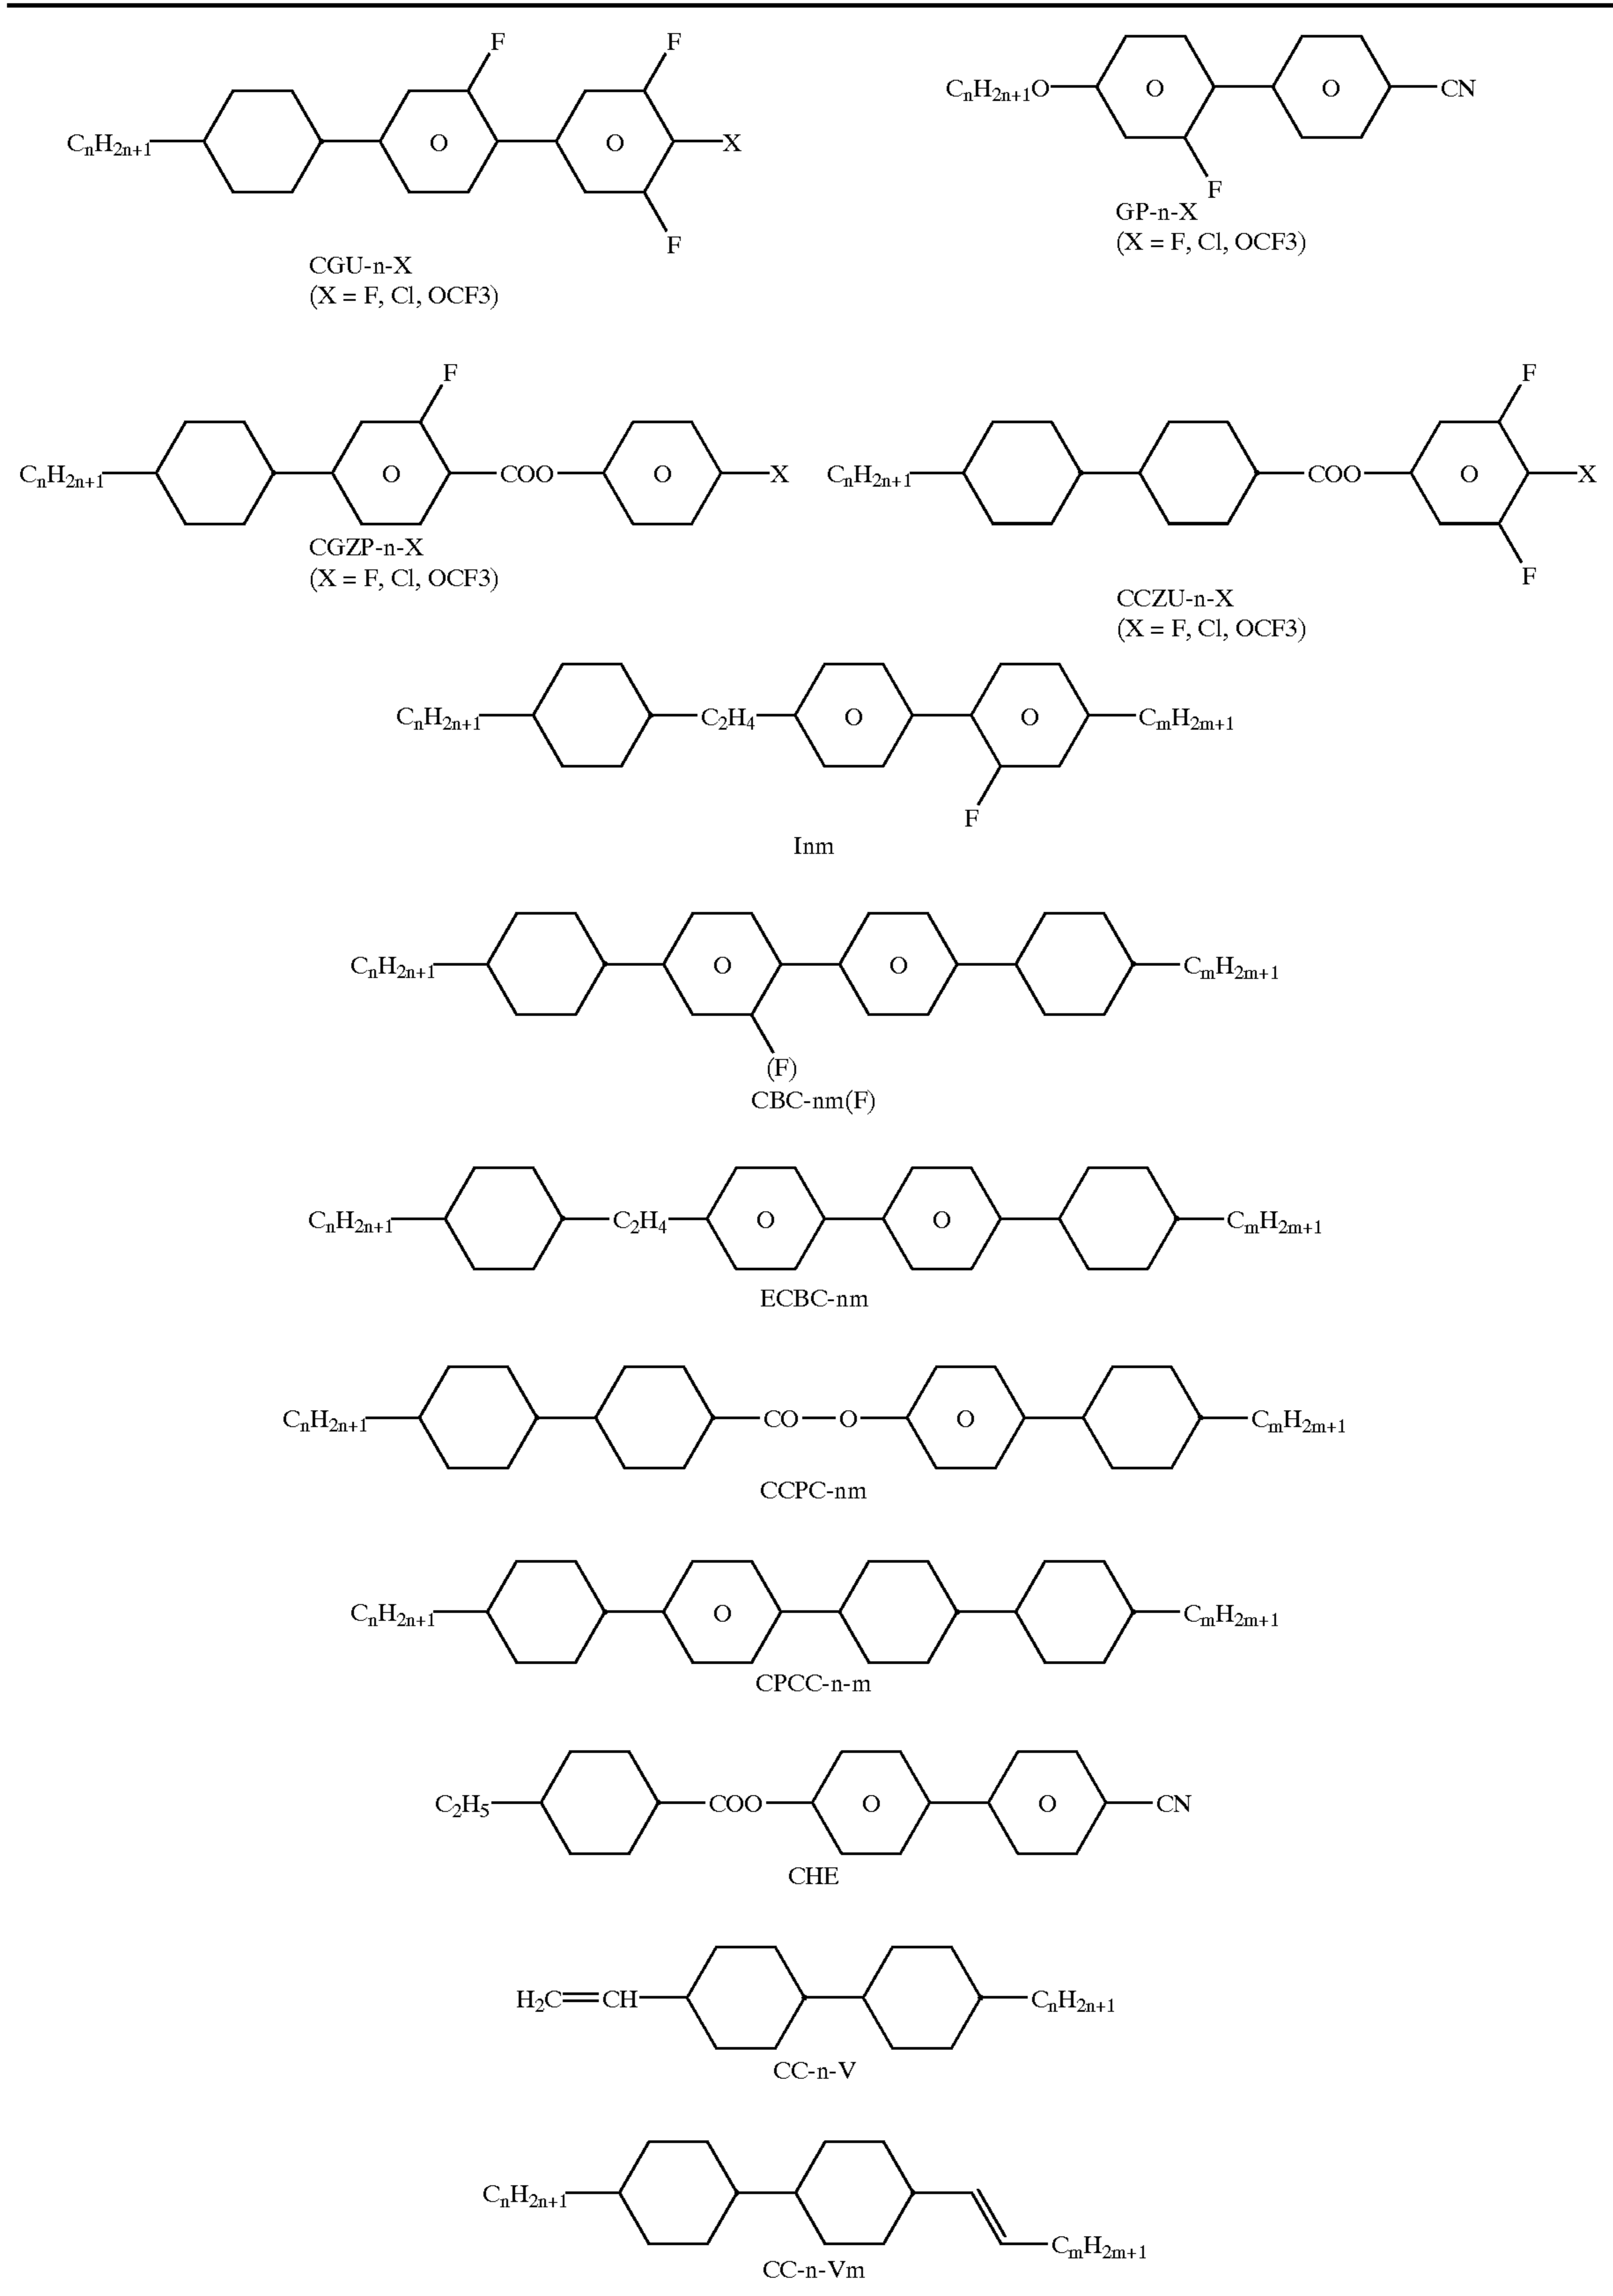 F F
CnH2n+1 O O X
F
CGU-n-X
(X = F, Cl, OCF3)
CnH2n+1O O O CN
F
GP-n-X
(X = F, Cl, OCF3)
F
CnH2n+1 O COO O X
CGZP-n-X
(X = F, Cl, OCF3)
F
CnH2n+1 COO O X
F
CCZU-n-X
(X = F, Cl, OCF3)
CnH2n+1 C2H4 O O CmH2m+1
F
Inm
CnH2n+1 O O CmH2m+1
(F)
CBC-nm(F)
CnH2n+1 C2H4 O O CmH2m+1
ECBC-nm
CnH2n+1 CO O O CmH2m+1
CCPC-nm
CnH2n+1 O CmH2m+1
CPCC-n-m
C2H5 COO O O CN
CHE
H2C CH CnH2n+1
CC-n-V
CnH2n+1
CmH2m+1
CC-n-Vm